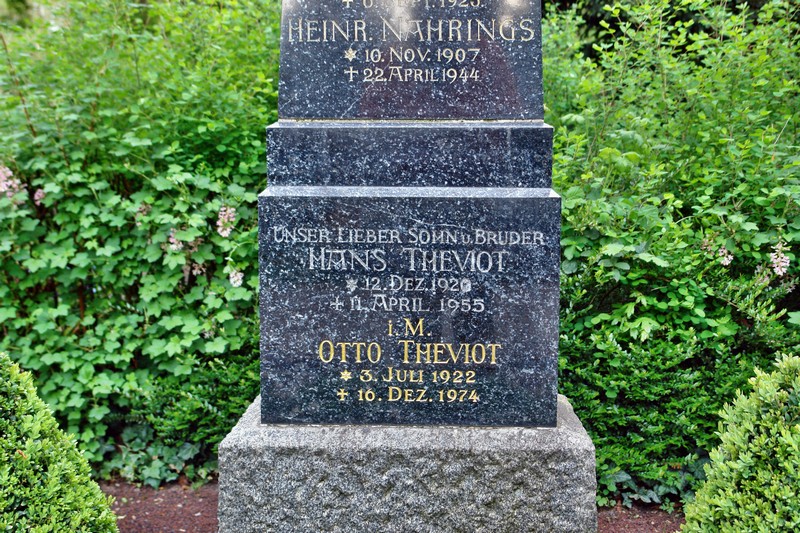 HEINR. NAHRINGS
* 10. NOV. 1907
+ 22. APRIL 1944
UNSER LIEBER SOHN U. BRUDER
HANS THEVIOT
* 12. DEZ. 1920
+ 11. APRIL 1955
I. M.
OTTO THEVIOT
* 3. JULI 1922
+ 16. DEZ. 1974